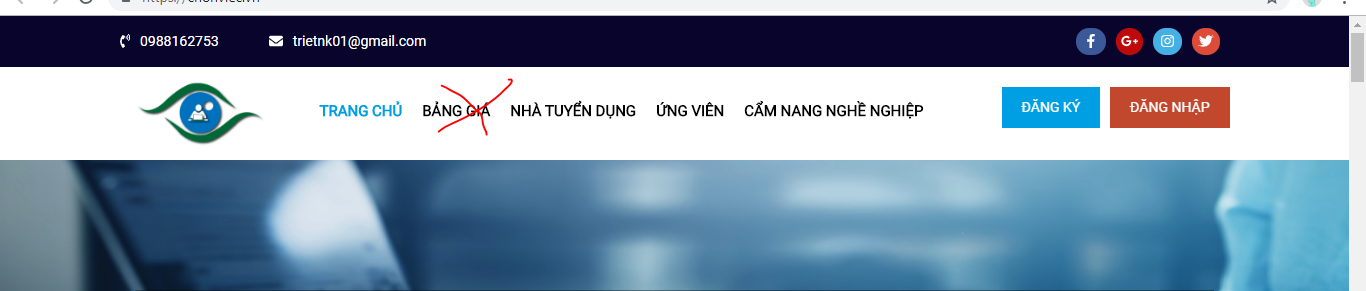 0988162753 trietnk01@gmail.com
TRANG CHỦ BẢNG GIÁ NHÀ TUYỂN DỤNG ỨNG VIÊN CẨM NANG NGHỀ NGHIỆP ĐĂNG KÝ ĐĂNG NHẬP